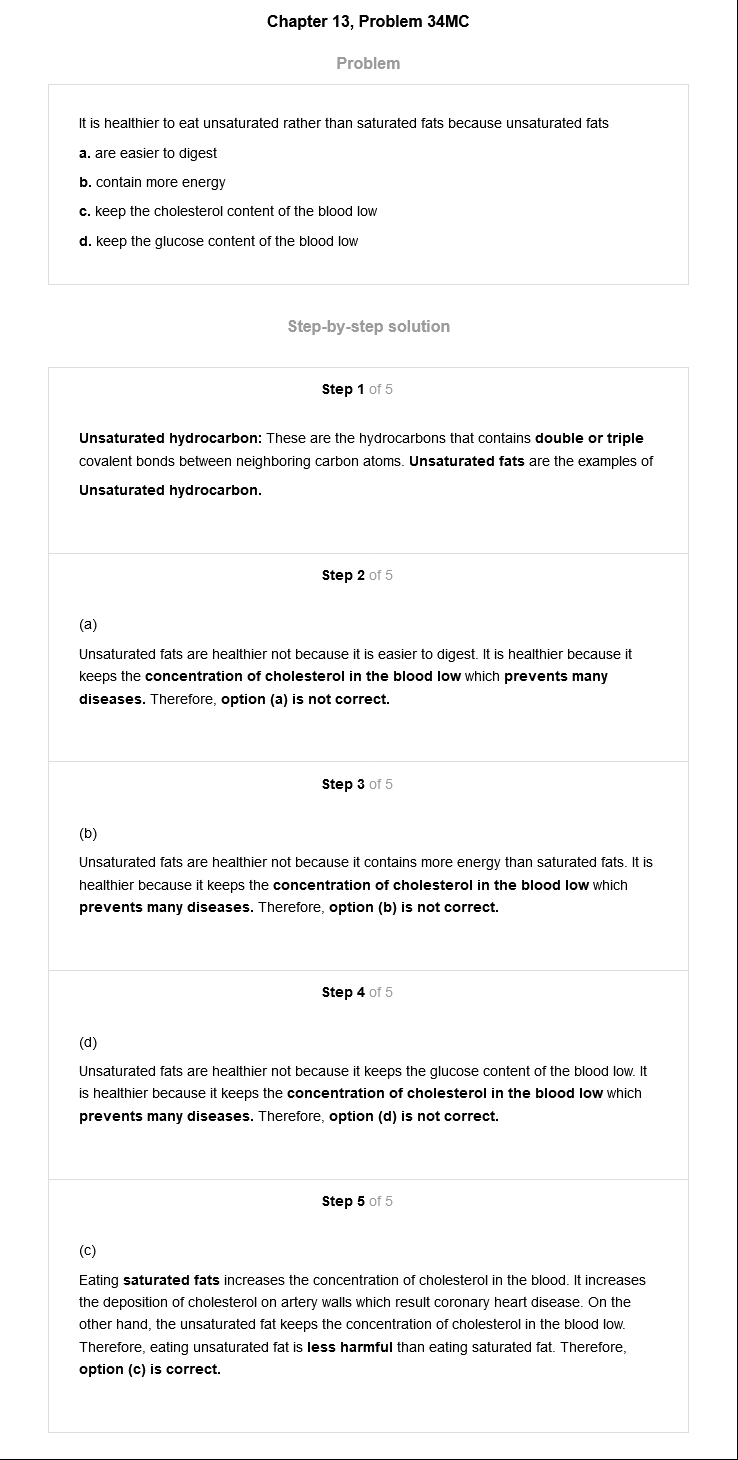 Chapter 13, Problem 34MC
Problem
It is healthier to eat unsaturated rather than saturated fats because unsaturated fats
a. are easier to digest
b. contain more energy
c. keep the cholesterol content of the blood low
d. keep the glucose content of the blood low
Step-by-step solution
Step 1 of 5
Unsaturated hydrocarbon: These are the hydrocarbons that contains double or triple
covalent bonds between neighboring carbon atoms. Unsaturated fats are the examples of
Unsaturated hydrocarbon.
Step 2 of 5
(a)
Unsaturated fats are healthier not because it is easier to digest. It is healthier because it
keeps the concentration of cholesterol in the blood low which prevents many
diseases. Therefore, option (a) is not correct.
Step 3 of 5
(b)
Unsaturated fats are healthier not because it contains more energy than saturated fats. It is
healthier because it keeps the concentration of cholesterol in the blood low which
prevents many diseases. Therefore, option (b) is not correct.
Step 4 of 5
(d)
Unsaturated fats are healthier not because it keeps the glucose content of the blood low. It
is healthier because it keeps the concentration of cholesterol in the blood low which
prevents many diseases. Therefore, option (d) is not correct.
Step 5 of 5
(c)
Eating saturated fats increases the concentration of cholesterol in the blood. It increases
the deposition of cholesterol on artery walls which result coronary heart disease. On the
other hand, the unsaturated fat keeps the concentration of cholesterol in the blood low.
Therefore, eating unsaturated fat is less harmful than eating saturated fat. Therefore,
option (c) is correct.